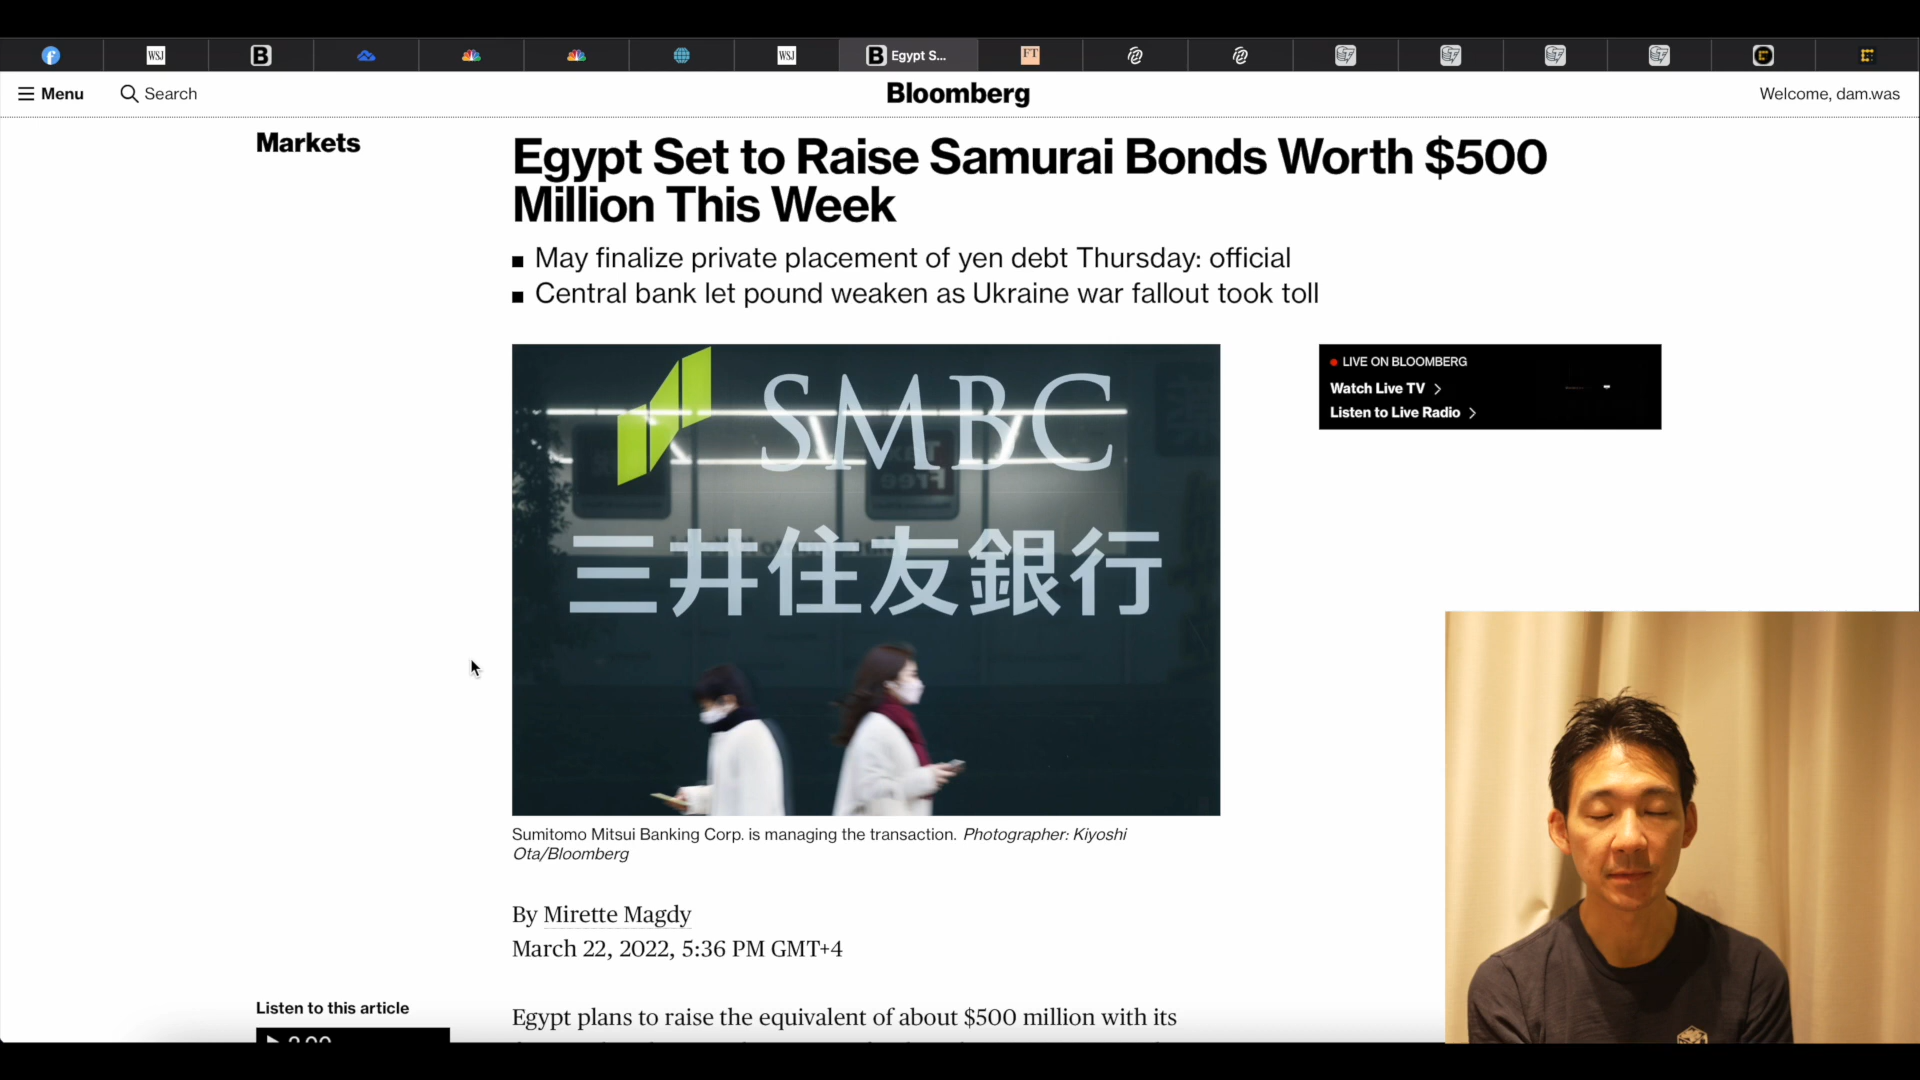 f WSJ B WSJ B Egypt S... FT
Menu Search Bloomberg Welcome, dam.was
Markets
Egypt Set to Raise Samurai Bonds Worth $500
Million This Week
May finalize private placement of yen debt Thursday: official
Central bank let pound weaken as Ukraine war fallout took toll
SMBC
三井住友銀行
LIVE ON BLOOMBERG
Watch Live TV
Listen to Live Radio
Sumitomo Mitsui Banking Corp. is managing the transaction. Photographer: Kiyoshi
Ota/Bloomberg
By Mirette Magdy
March 22, 2022, 5:36 PM GMT+4
Listen to this article
Egypt plans to raise the equivalent of about $500 million with its